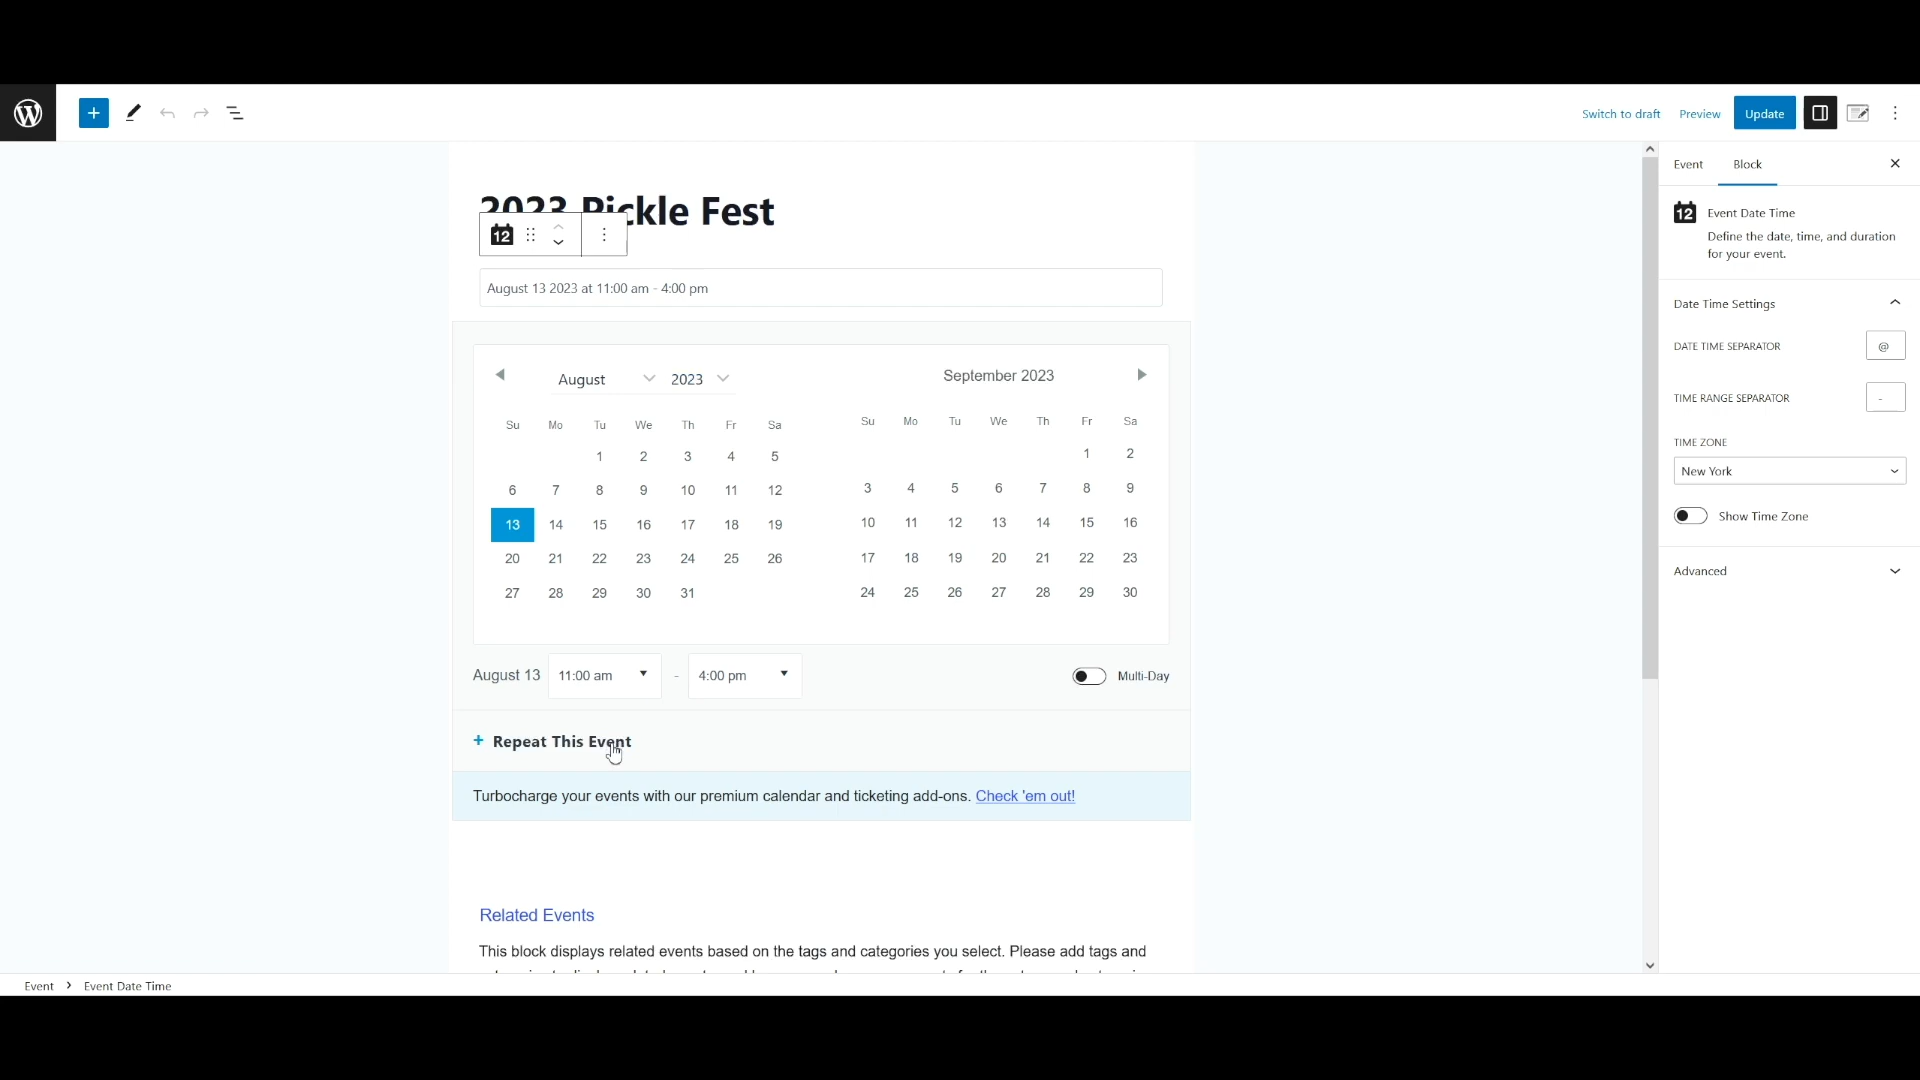 Switch to draft Preview Update
Event Block
2023 Pickle Fest
12
12 Event Date Time
Define the date, time, and duration
for your event.
August 13 2023 at 11:00 am - 4:00 pm
Date Time Settings
DATE TIME SEPARATOR @
TIME RANGE SEPARATOR -
TIME ZONE
New York
Show Time Zone
Advanced
August 2023 September 2023
Su Mo Tu We Th Fr Sa Su Mo Tu We Th Fr Sa
1 2 3 4 5 1 2
6 7 8 9 10 11 12 3 4 5 6 7 8 9
13 14 15 16 17 18 19 10 11 12 13 14 15 16
20 21 22 23 24 25 26 17 18 19 20 21 22 23
27 28 29 30 31 24 25 26 27 28 29 30
August 13 11:00 am - 4:00 pm Multi-Day
+ Repeat This Event
Turbocharge your events with our premium calendar and ticketing add-ons. Check 'em out!
Related Events
This block displays related events based on the tags and categories you select. Please add tags and
Event > Event Date Time